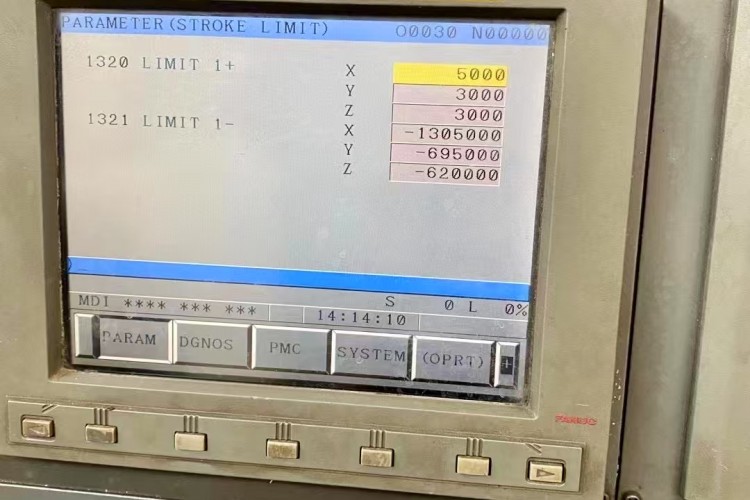 PARAMETER (STROKE LIMIT) O0030 N00000
1320 LIMIT 1+ X 5000
Y 3000
Z 3000
1321 LIMIT 1- X -1305000
Y -695000
Z -620000
S 0 L 0%
MDI **** *** ***
14:14:10
PARAM DGNOS PMC SYSTEM (OPRT) +
FANUC